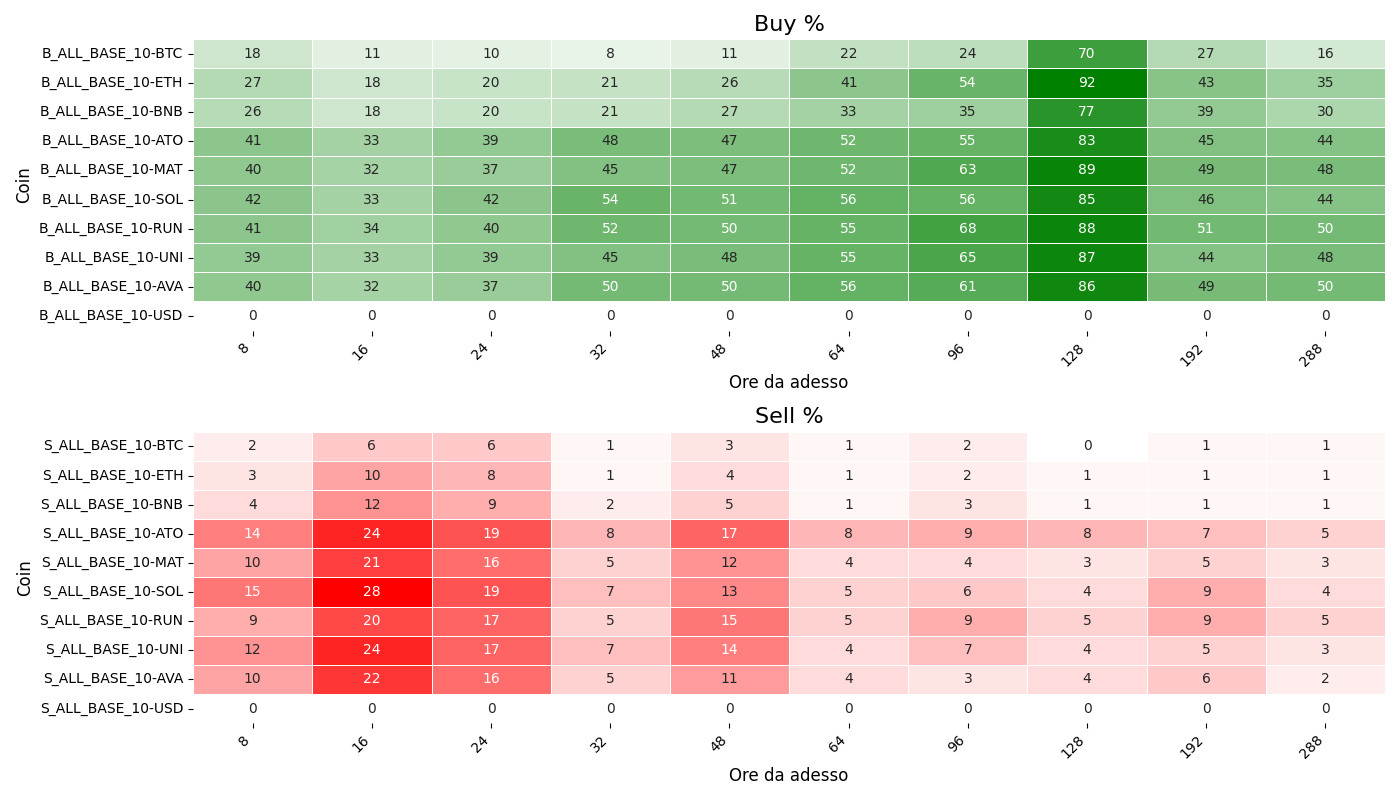 Buy %
Coin
B_ALL_BASE_10-BTC 18 11 10 8 11 22 24 70 27 16
B_ALL_BASE_10-ETH 27 18 20 21 26 41 54 92 43 35
B_ALL_BASE_10-BNB 26 18 20 21 27 33 35 77 39 30
B_ALL_BASE_10-ATO 41 33 39 48 47 52 55 83 45 44
B_ALL_BASE_10-MAT 40 32 37 45 47 52 63 89 49 48
B_ALL_BASE_10-SOL 42 33 42 54 51 56 56 85 46 44
B_ALL_BASE_10-RUN 41 34 40 52 50 55 68 88 51 50
B_ALL_BASE_10-UNI 39 33 39 45 48 55 65 87 44 48
B_ALL_BASE_10-AVA 40 32 37 50 50 56 61 86 49 50
B_ALL_BASE_10-USD 0 0 0 0 0 0 0 0 0 0
8 16 24 32 48 64 96 128 192 288
Ore da adesso
Sell %
Coin
S_ALL_BASE_10-BTC 2 6 6 1 3 1 2 0 1 1
S_ALL_BASE_10-ETH 3 10 8 1 4 1 2 1 1 1
S_ALL_BASE_10-BNB 4 12 9 2 5 1 3 1 1 1
S_ALL_BASE_10-ATO 14 24 19 8 17 8 9 8 7 5
S_ALL_BASE_10-MAT 10 21 16 5 12 4 4 3 5 3
S_ALL_BASE_10-SOL 15 28 19 7 13 5 6 4 9 4
S_ALL_BASE_10-RUN 9 20 17 5 15 5 9 5 9 5
S_ALL_BASE_10-UNI 12 24 17 7 14 4 7 4 5 3
S_ALL_BASE_10-AVA 10 22 16 5 11 4 3 4 6 2
S_ALL_BASE_10-USD 0 0 0 0 0 0 0 0 0 0
8 16 24 32 48 64 96 128 192 288
Ore da adesso